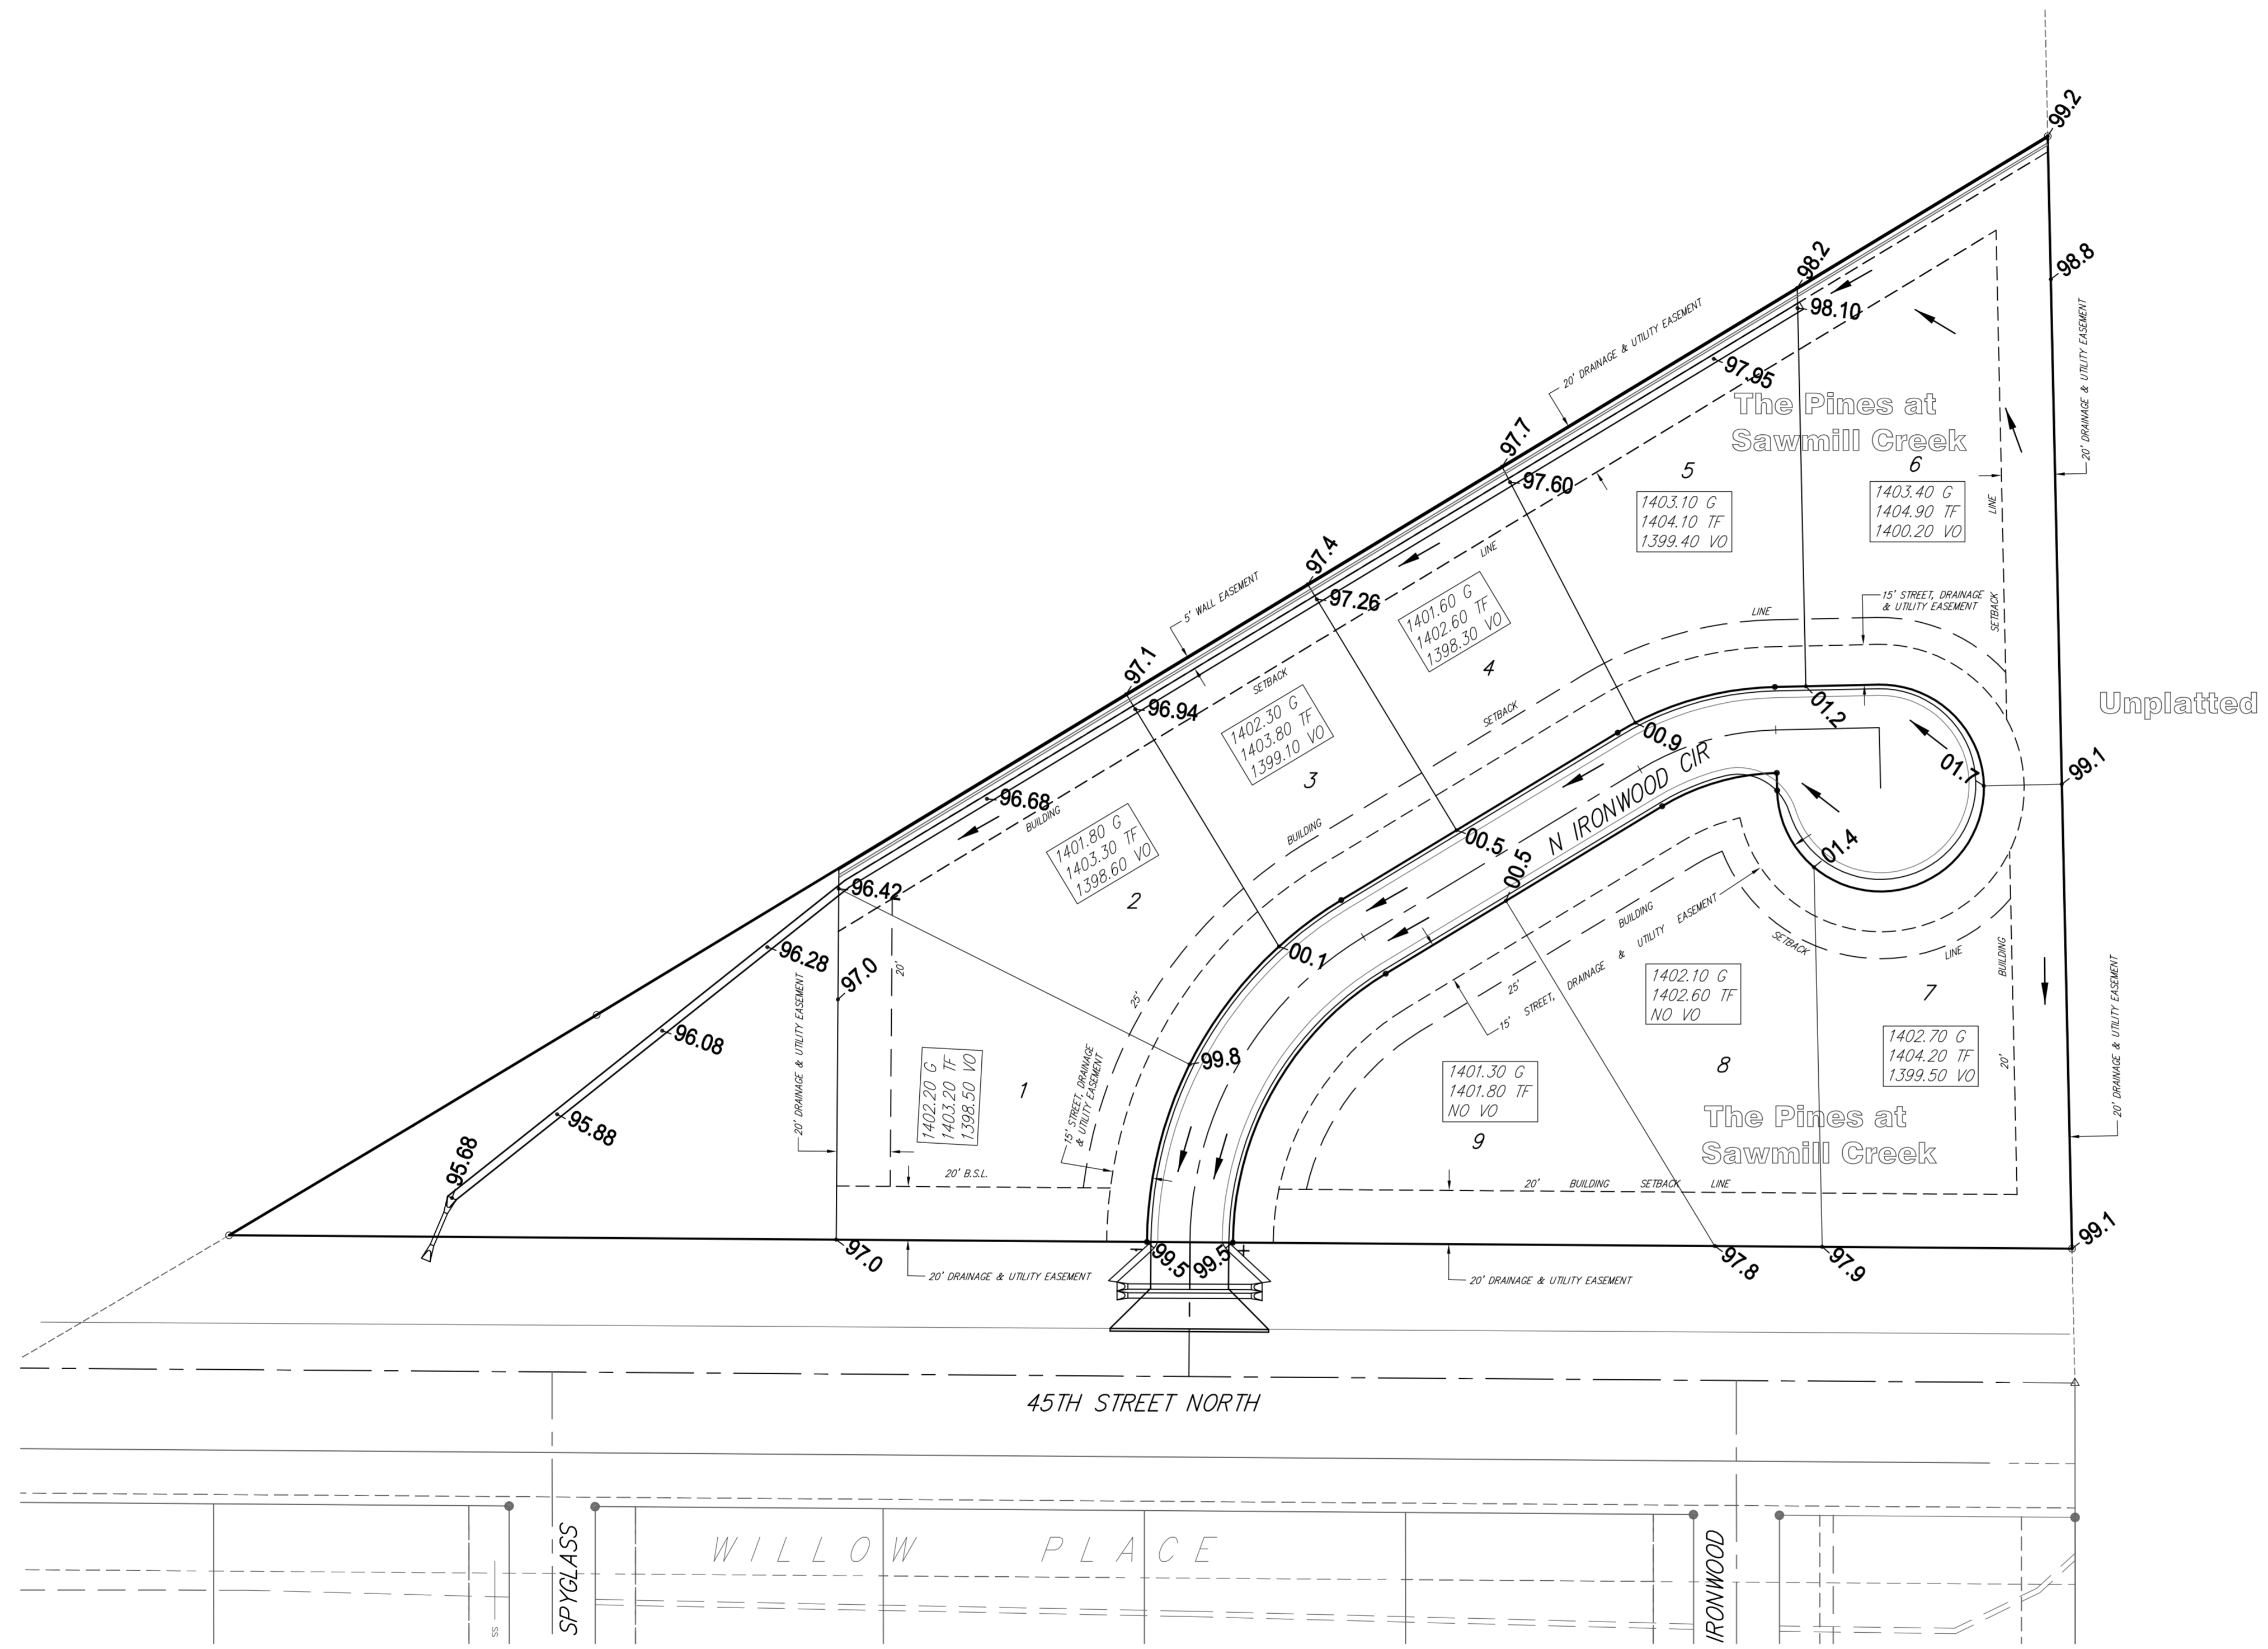 99.2
98.2
98.8
98.10
97.95
20' DRAINAGE & UTILITY EASEMENT
20' DRAINAGE & UTILITY EASEMENT
The Pines at
Sawmill Creek
97.7
97.60
5
1403.10 G
1404.10 TF
1399.40 VO
6
1403.40 G
1404.90 TF
1400.20 VO
LINE
SETBACK
97.4
97.26
LINE
1401.60 G
1402.60 TF
1398.30 VO
4
5' WALL EASEMENT
15' STREET, DRAINAGE
& UTILITY EASEMENT
LINE
97.1
96.94
SETBACK
1402.30 G
1403.80 TF
1399.10 VO
3
SETBACK
01.2
00.9
Unplatted
N IRONWOOD CIR
01.7
99.1
96.68
BUILDING
1401.80 G
1403.30 TF
1398.60 VO
2
BUILDING
00.5
00.5
01.4
96.42
96.28
97.0
20'
00.1
25'
BUILDING
25'
15' STREET, DRAINAGE & UTILITY EASEMENT
SETBACK
LINE
BUILDING
20'
96.08
20' DRAINAGE & UTILITY EASEMENT
99.8
1402.10 G
1402.60 TF
NO VO
8
7
1402.70 G
1404.20 TF
1399.50 VO
20' DRAINAGE & UTILITY EASEMENT
1402.20 G
1403.20 TF
1398.50 VO
1
15' STREET, DRAINAGE
& UTILITY EASEMENT
1401.30 G
1401.80 TF
NO VO
9
The Pines at
Sawmill Creek
95.88
95.68
20' B.S.L.
20' BUILDING SETBACK LINE
97.0
99.5
99.5
97.8
97.9
99.1
20' DRAINAGE & UTILITY EASEMENT
20' DRAINAGE & UTILITY EASEMENT
45TH STREET NORTH
WILLOW PLACE
SPYGLASS
IRONWOOD
SS